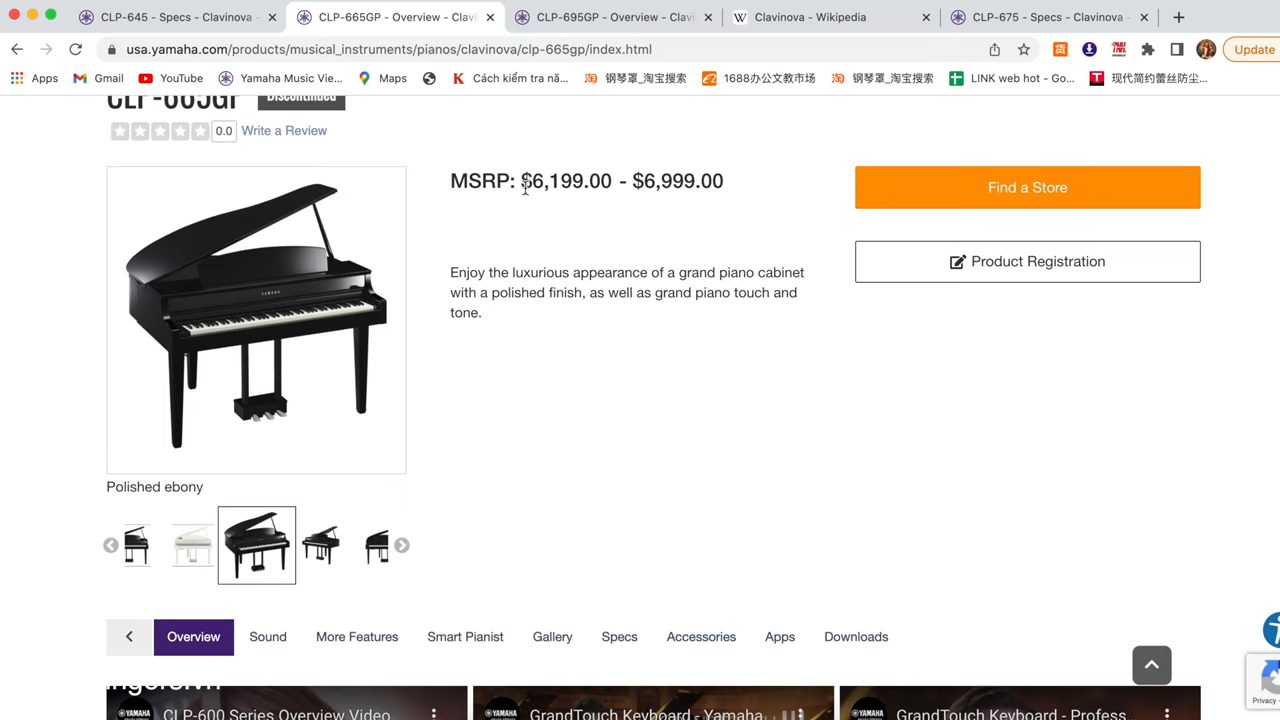 CLP-645 - Specs - Clavinova -
CLP-665GP - Overview - Clavi
CLP-695GP - Overview - Clavi
Clavinova - Wikipedia
CLP-675 - Specs - Clavinova -
usa.yamaha.com/products/musical_instruments/pianos/clavinova/clp-665gp/index.html
Update
Apps
Gmail
YouTube
Yamaha Music Vie...
Maps
Cách kiểm tra nă...
钢琴罩_淘宝搜索
1688办公文教市场
钢琴罩_淘宝搜索
LINK web hot - Go...
现代简约蕾丝防尘...
CLP-665GP
Discontinued
0.0 Write a Review
MSRP: $6,199.00 - $6,999.00
Find a Store
Product Registration
Enjoy the luxurious appearance of a grand piano cabinet
with a polished finish, as well as grand piano touch and
tone.
YAMAHA
Polished ebony
Overview
Sound
More Features
Smart Pianist
Gallery
Specs
Accessories
Apps
Downloads
CLP-600 Series Overview Video
GrandTouch Keyboard - Yamaha
GrandTouch Keyboard - Profess
Privacy